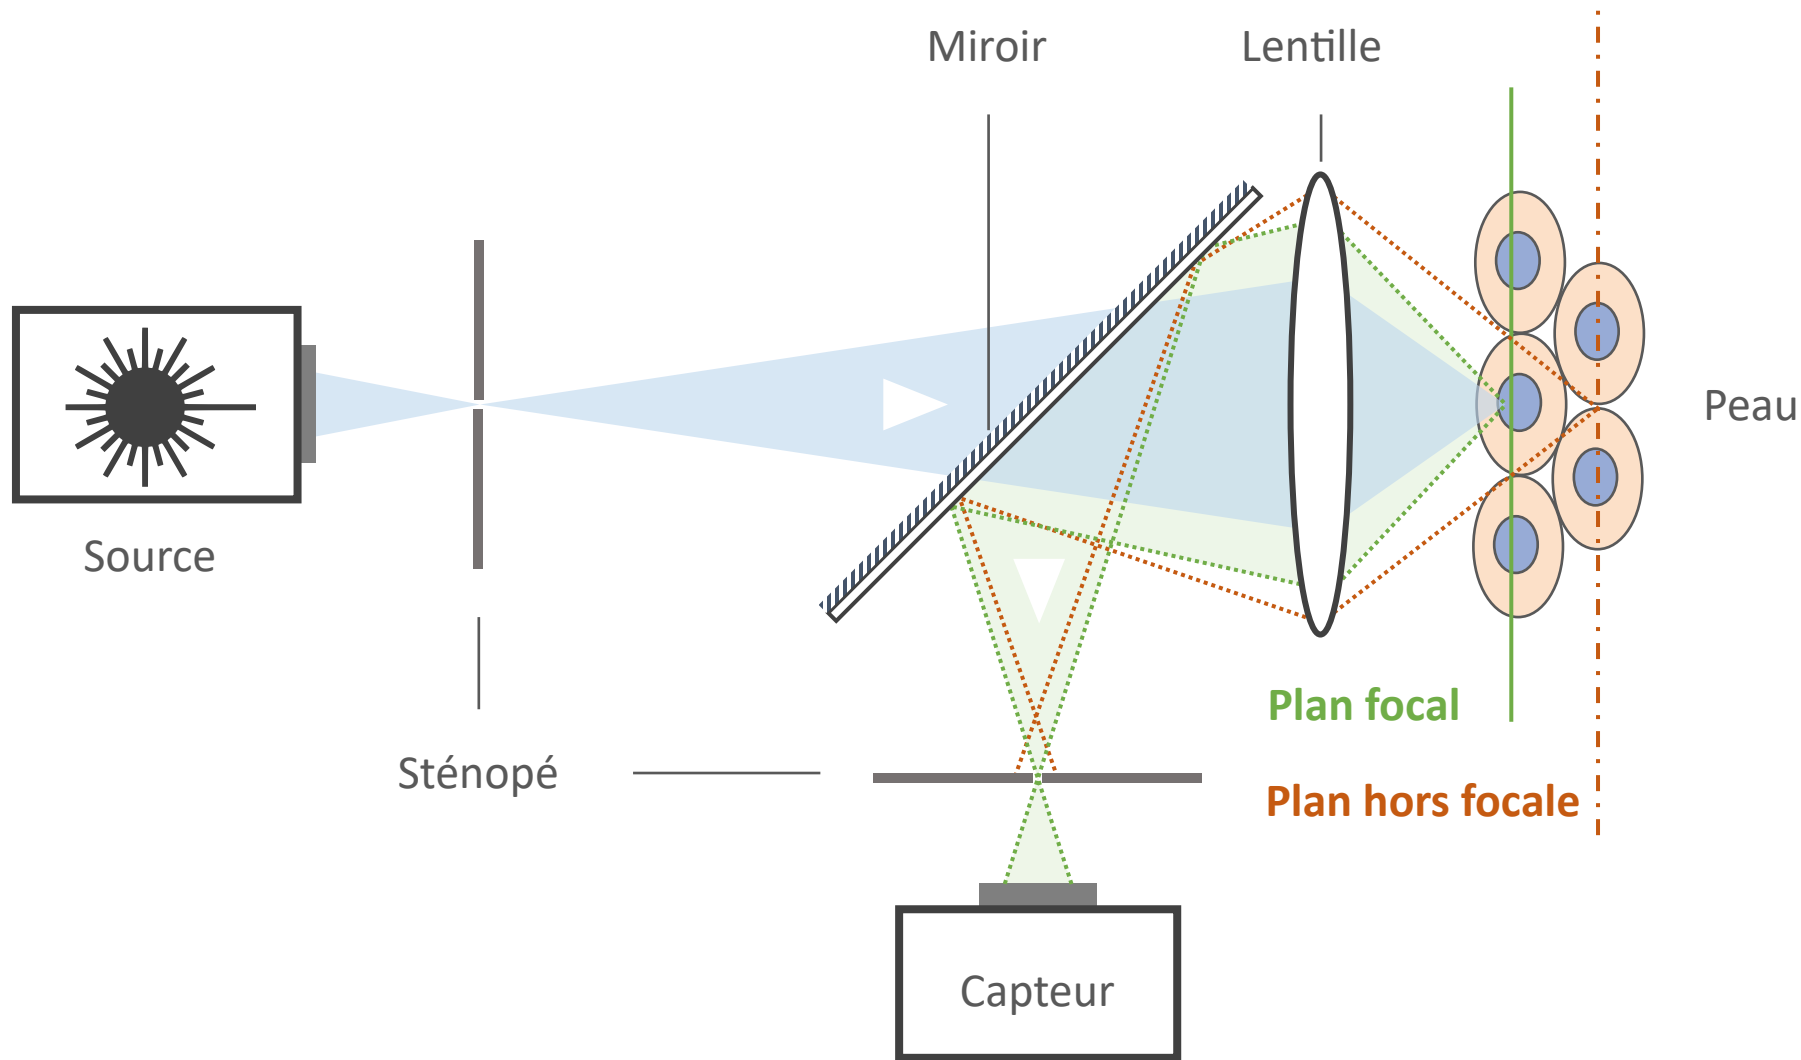 Miroir
Lentille
Peau
Source
Plan focal
Sténopé
Plan hors focale
Capteur